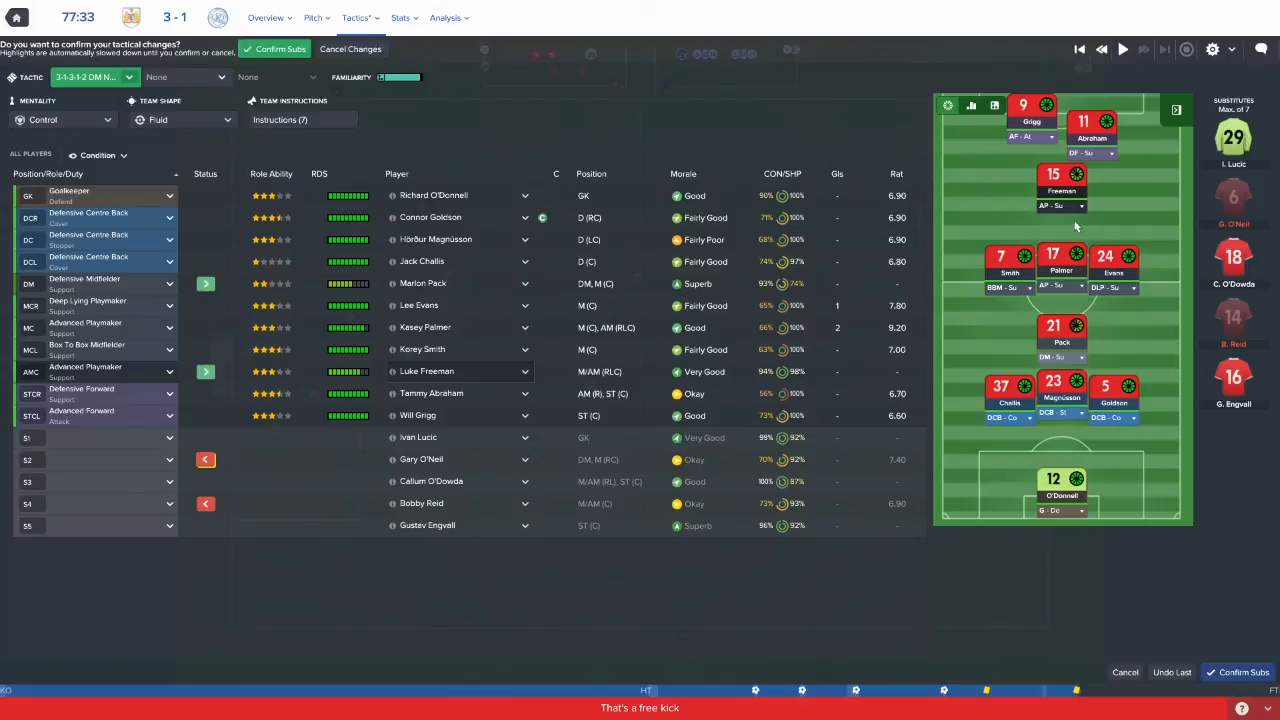 77:33
3 - 1
Overview
Pitch
Tactics*
Stats
Analysis
Do you want to confirm your tactical changes?
Highlights are automatically slowed down until you confirm or cancel.
Confirm Subs
Cancel Changes
TACTIC
3-1-3-1-2 DM N...
None
None
FAMILIARITY
MENTALITY
TEAM SHAPE
TEAM INSTRUCTIONS
Control
Fluid
Instructions (7)
ALL PLAYERS
Condition
Position/Role/Duty Status Role Ability RDS Player C Position Morale CON/SHP Gls Rat
GK Goalkeeper Defend Richard O'Donnell GK Good 90% 100% - 6.90
DCR Defensive Centre Back Cover Connor Goldson C D (RC) Fairly Good 71% 100% - 6.90
DC Defensive Centre Back Stopper Hörður Magnússon D (LC) Fairly Poor 68% 100% - 6.90
DCL Defensive Centre Back Cover Jack Challis D (C) Fairly Good 74% 97% - 6.80
DM Defensive Midfielder Support Marlon Pack DM, M (C) Superb 93% 74% - -
MCR Deep Lying Playmaker Support Lee Evans M (C) Fairly Good 65% 100% 1 7.80
MC Advanced Playmaker Support Kasey Palmer M (C), AM (RLC) Good 66% 100% 2 9.20
MCL Box To Box Midfielder Support Korey Smith M (C) Fairly Good 63% 100% - 7.00
AMC Advanced Playmaker Support Luke Freeman M/AM (RLC) Very Good 94% 98% - -
STCR Defensive Forward Support Tammy Abraham AM (R), ST (C) Okay 56% 100% - 6.70
STCL Advanced Forward Attack Will Grigg ST (C) Good 73% 100% - 6.60
S1 Ivan Lucic GK Very Good 99% 92% - -
S2 Gary O'Neil DM, M (RC) Okay 70% 92% - 7.40
S3 Callum O'Dowda M/AM (RL), ST (C) Good 100% 87% - -
S4 Bobby Reid M/AM (C) Okay 73% 93% - 6.90
S5 Gustav Engvall ST (C) Superb 96% 92% - -
9
Grigg
AF - At
11
Abraham
DF - Su
15
Freeman
AP - Su
7 17 24
Smith Palmer Evans
BBM - Su AP - Su DLP - Su
21
Pack
DM - Su
37 23 5
Challis Magnússon Goldson
DCB - Co DCB - St DCB - Co
12
O'Donnell
G - De
SUBSTITUTES
Max. of 7
29
I. Lucic
6
G. O'Neil
18
C. O'Dowda
14
B. Reid
16
G. Engvall
Cancel
Undo Last
Confirm Subs
KO
HT
FT
That's a free kick